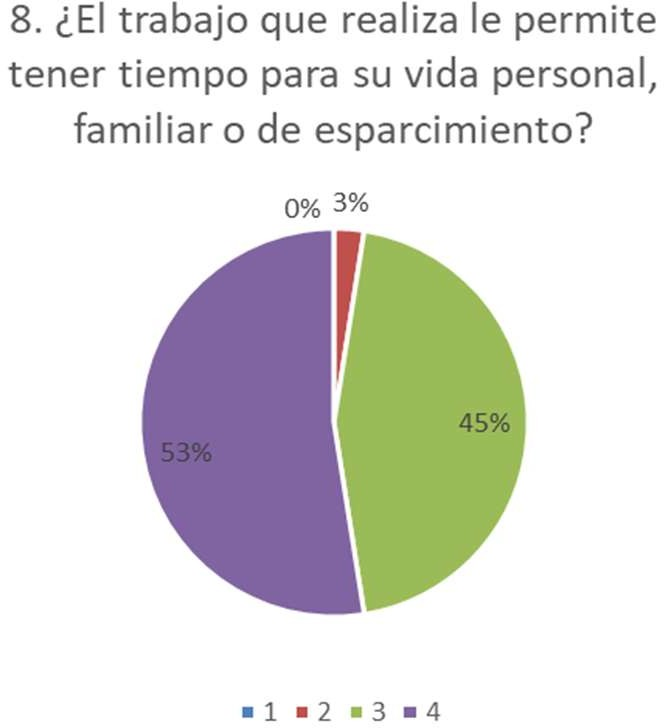 8. ¿El trabajo que realiza le permite
tener tiempo para su vida personal,
familiar o de esparcimiento?
0% 3%
45%
53%
1 2 3 4